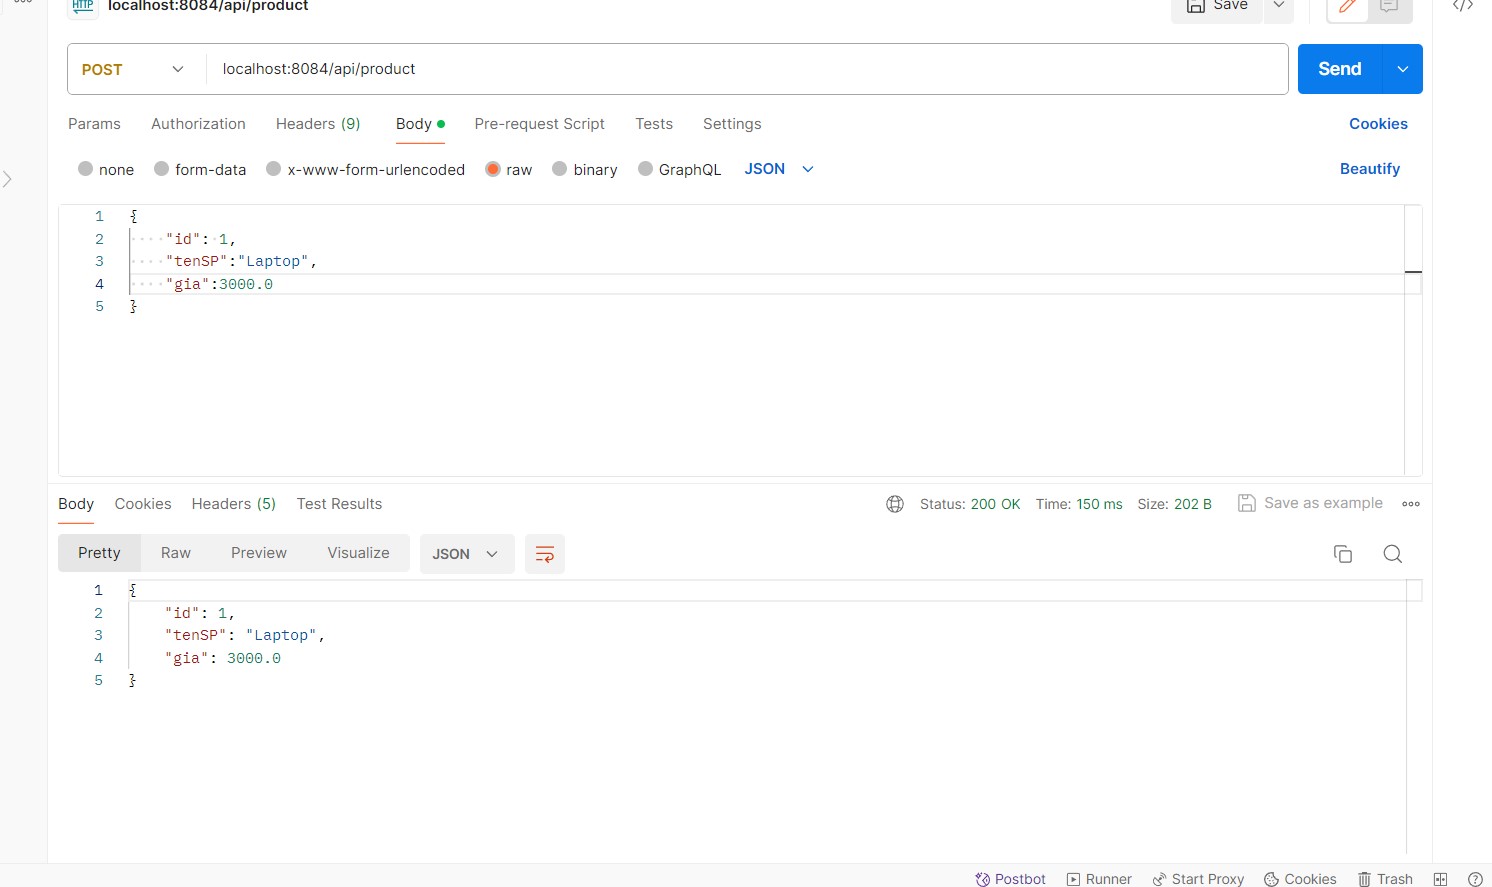 HTTP localhost:8084/api/product Save
POST localhost:8084/api/product Send
Params Authorization Headers (9) Body Pre-request Script Tests Settings Cookies
none form-data x-www-form-urlencoded raw binary GraphQL JSON Beautify
1 {
2 "id": 1,
3 "tenSP":"Laptop",
4 "gia":3000.0
5 }
Body Cookies Headers (5) Test Results Status: 200 OK Time: 150 ms Size: 202 B Save as example
Pretty Raw Preview Visualize JSON
1 {
2 "id": 1,
3 "tenSP": "Laptop",
4 "gia": 3000.0
5 }
Postbot Runner Start Proxy Cookies Trash